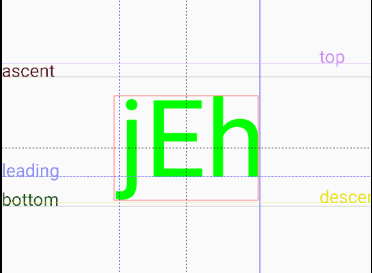 top
ascent
jEh
leading
bottom
descer